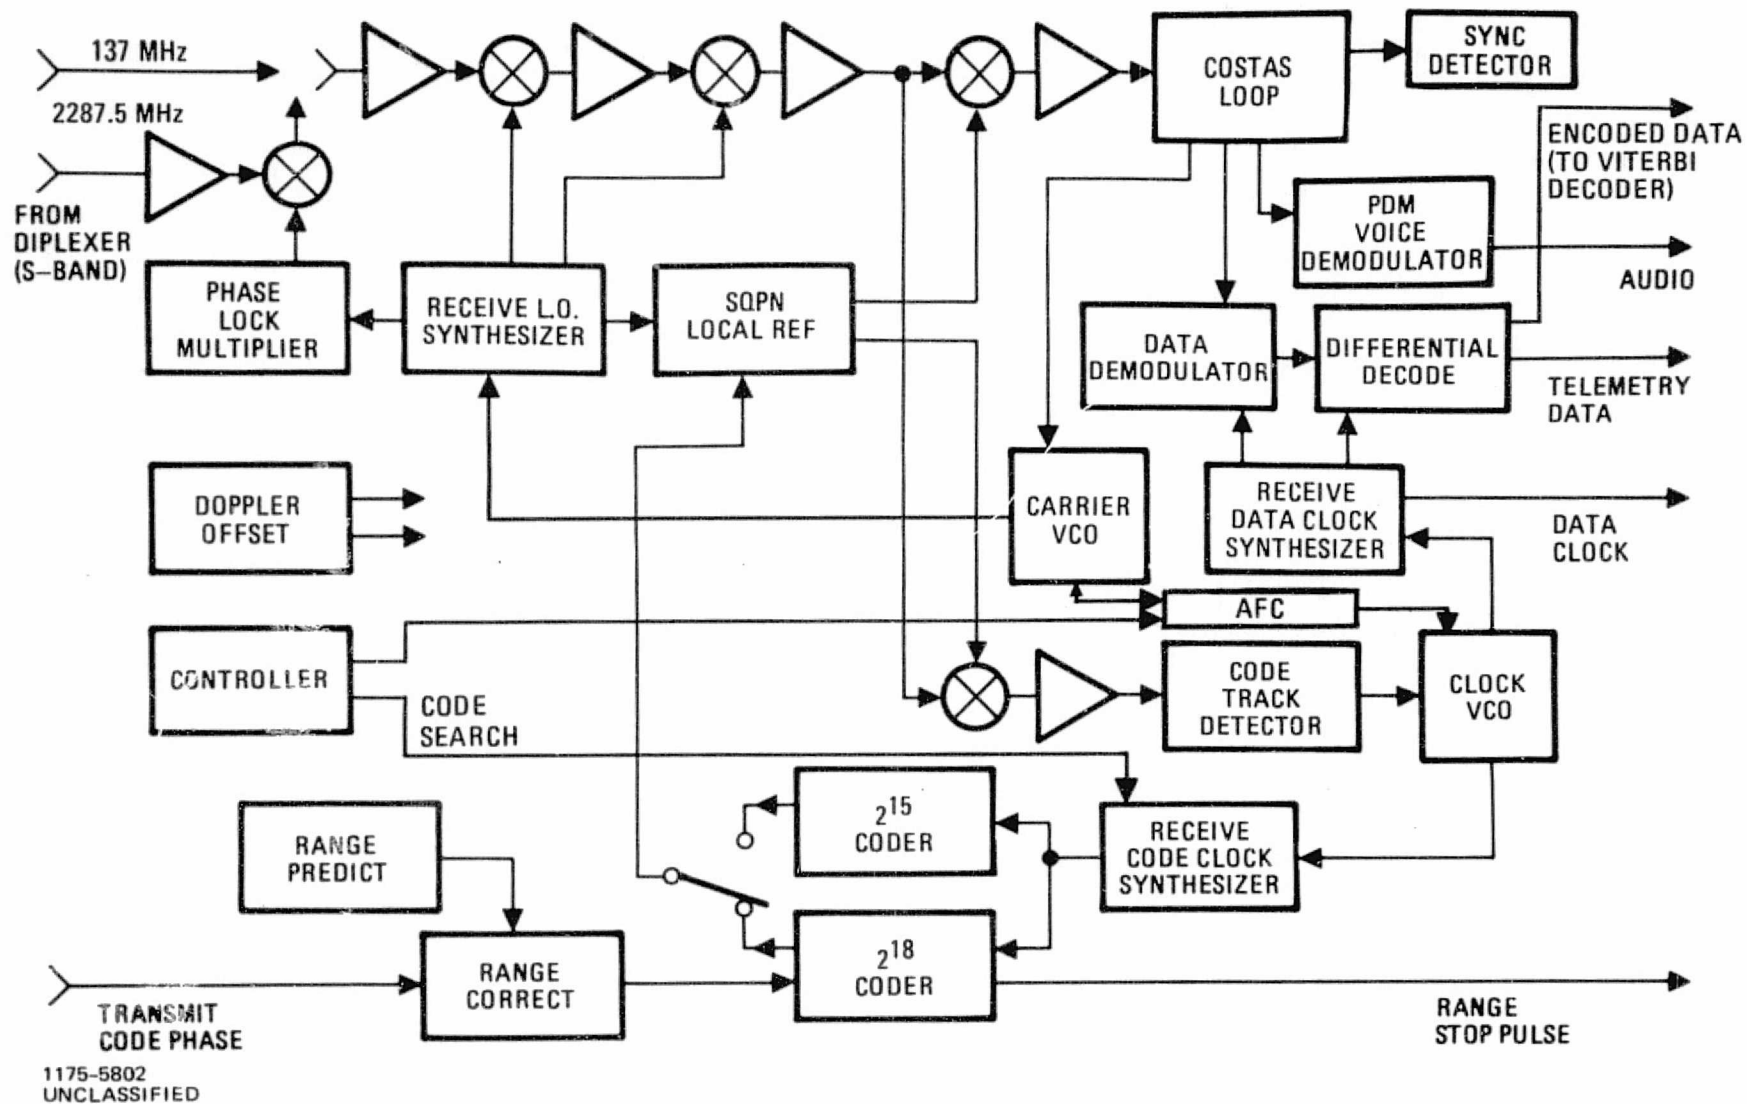 137 MHz
2287.5 MHz
FROM
DIPLEXER
(S-BAND)
COSTAS
LOOP
SYNC
DETECTOR
ENCODED DATA
(TO VITERBI
DECODER)
PDM
VOICE
DEMODULATOR
AUDIO
PHASE
LOCK
MULTIPLIER
RECEIVE L.O.
SYNTHESIZER
SQPN
LOCAL REF
DATA
DEMODULATOR
DIFFERENTIAL
DECODE
TELEMETRY
DATA
DOPPLER
OFFSET
CARRIER
VCO
RECEIVE
DATA CLOCK
SYNTHESIZER
DATA
CLOCK
AFC
CONTROLLER
CODE
SEARCH
CODE
TRACK
DETECTOR
CLOCK
VCO
RANGE
PREDICT
2^15
CODER
RECEIVE
CODE CLOCK
SYNTHESIZER
RANGE
CORRECT
2^18
CODER
TRANSMIT
CODE PHASE
RANGE
STOP PULSE
1175-5802
UNCLASSIFIED